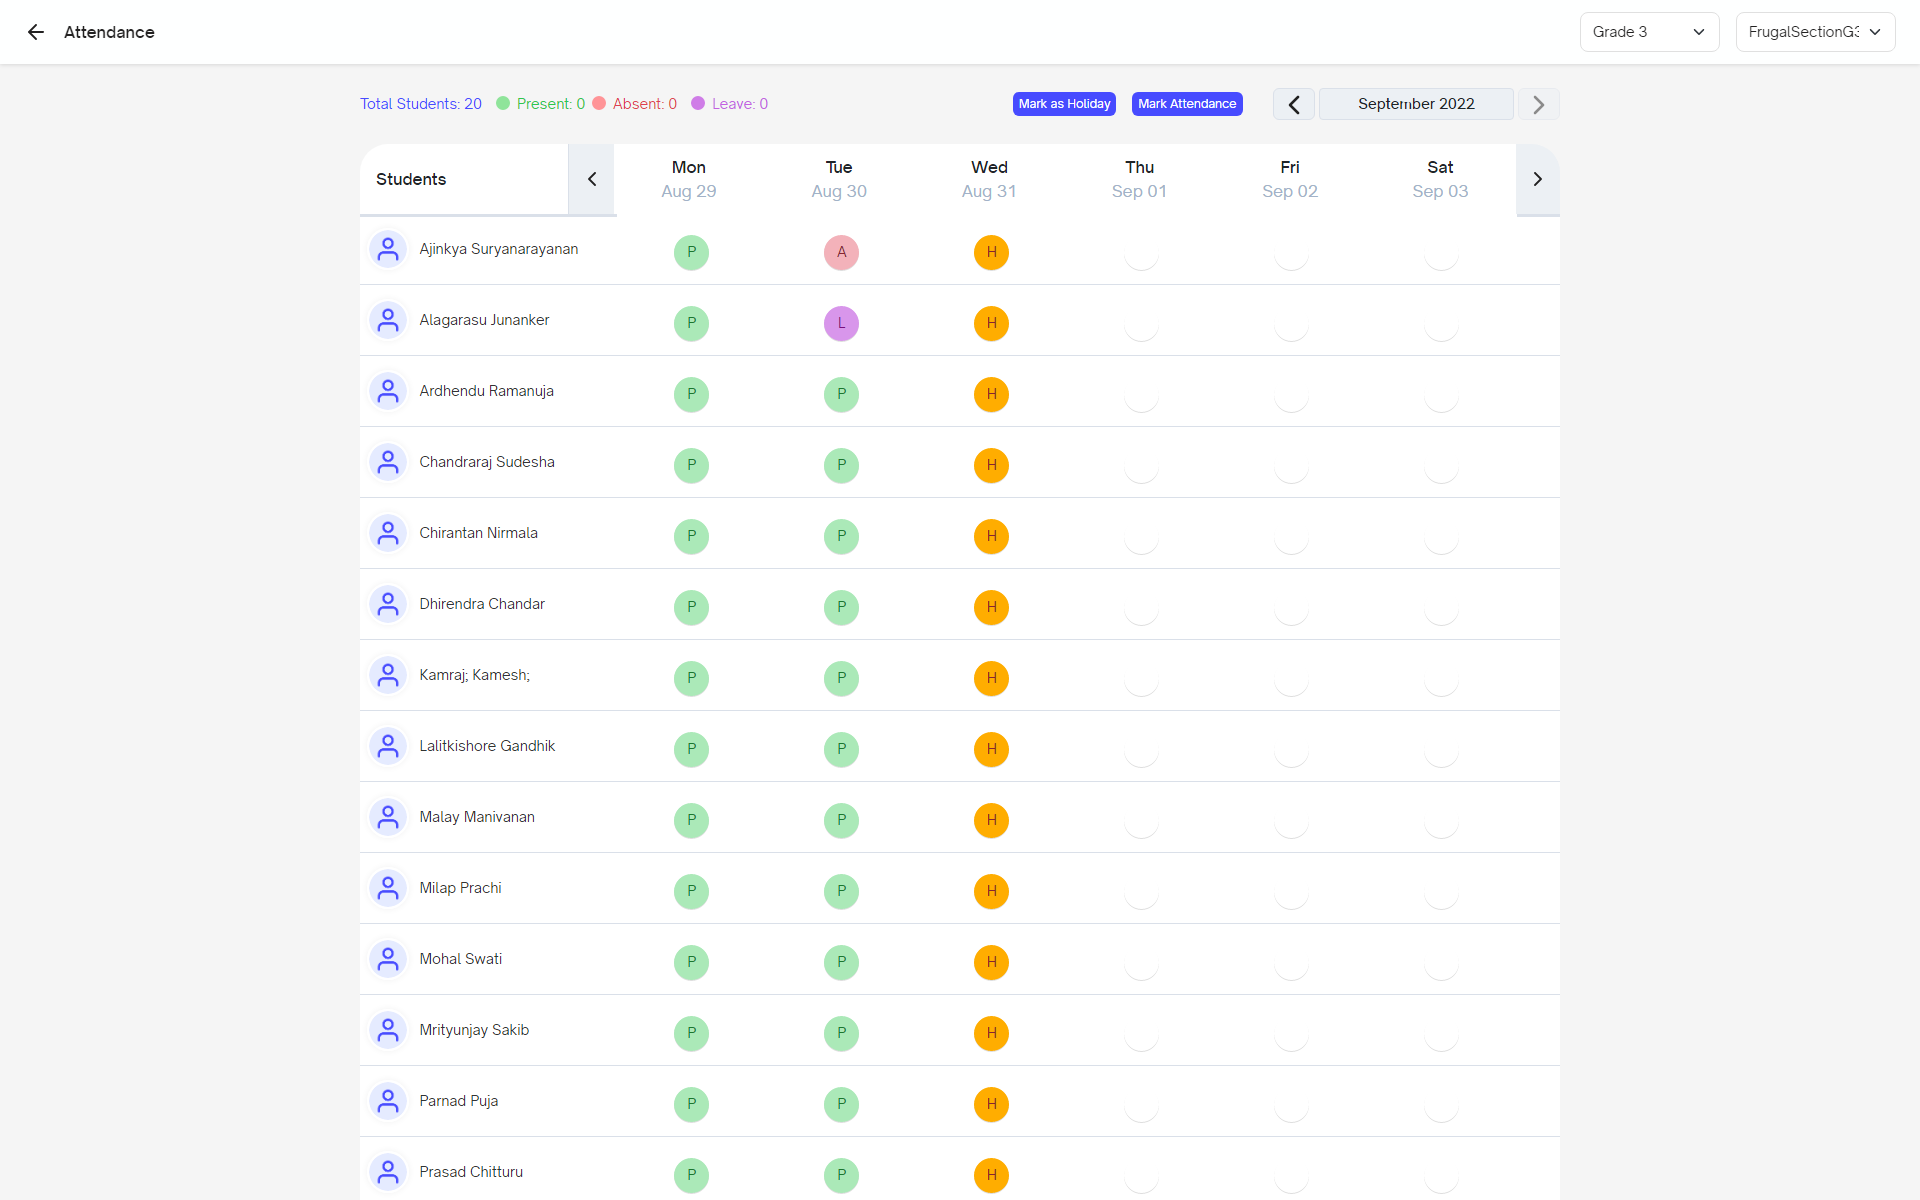 Attendance
Grade 3
FrugalSectionG3
Total Students: 20 Present: 0 Absent: 0 Leave: 0
Mark as Holiday Mark Attendance September 2022
Students Mon Tue Wed Thu Fri Sat
Aug 29 Aug 30 Aug 31 Sep 01 Sep 02 Sep 03
Ajinkya Suryanarayanan P A H
Alagarasu Junanker P L H
Ardhendu Ramanuja P P H
Chandraraj Sudesha P P H
Chirantan Nirmala P P H
Dhirendra Chandar P P H
Kamraj; Kamesh; P P H
Lalitkishore Gandhik P P H
Malay Manivanan P P H
Milap Prachi P P H
Mohal Swati P P H
Mrityunjay Sakib P P H
Parnad Puja P P H
Prasad Chitturu P P H